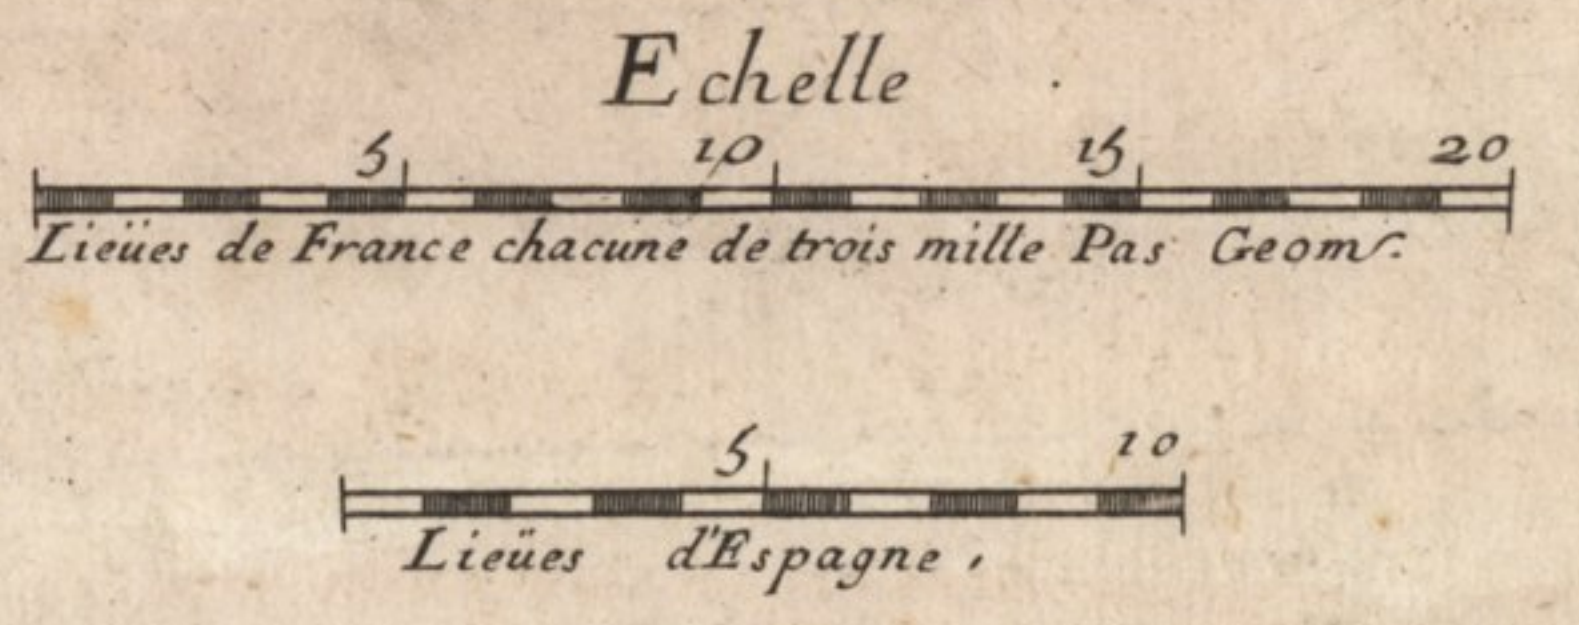 Echelle
5 10 15 20
Lieües de France chacune de trois mille Pas Geom.
5 10
Lieües d'Espagne.